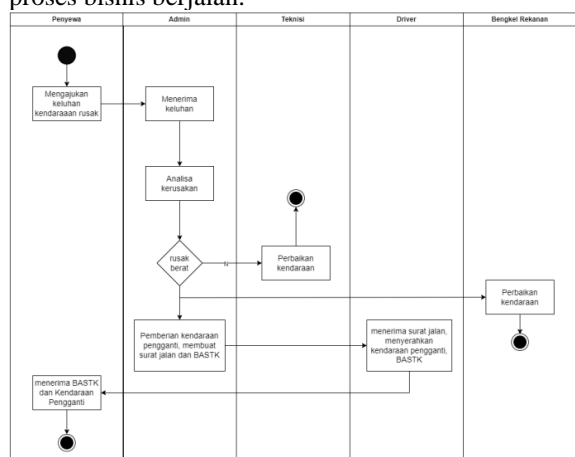 proses bisnis berjalan.
Penyewa
Admin
Teknisi
Driver
Bengkel Rekanan
Mengajukan
keluhan
kendaraaan rusak
Menerima
keluhan
Analisa
kerusakan
rusak
berat
N
Perbaikan
kendaraan
Perbaikan
kendaraan
Pemberian kendaraan
pengganti, membuat
surat jalan dan BASTK
menerima surat jalan,
menyerahkan
kendaraan pengganti,
BASTK
menerima BASTK
dan Kendaraan
Pengganti